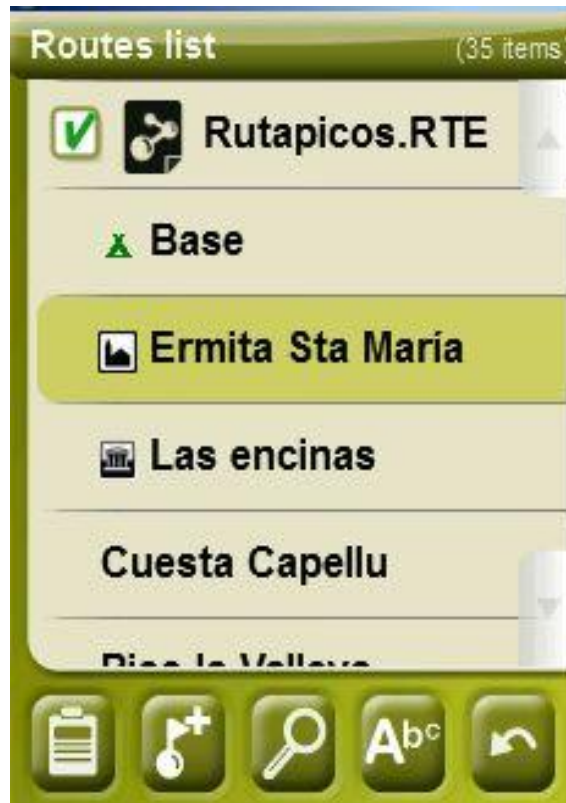 Routes list (35 items)
Rutapicos.RTE
Base
Ermita Sta María
Las encinas
Cuesta Capellu
Abc